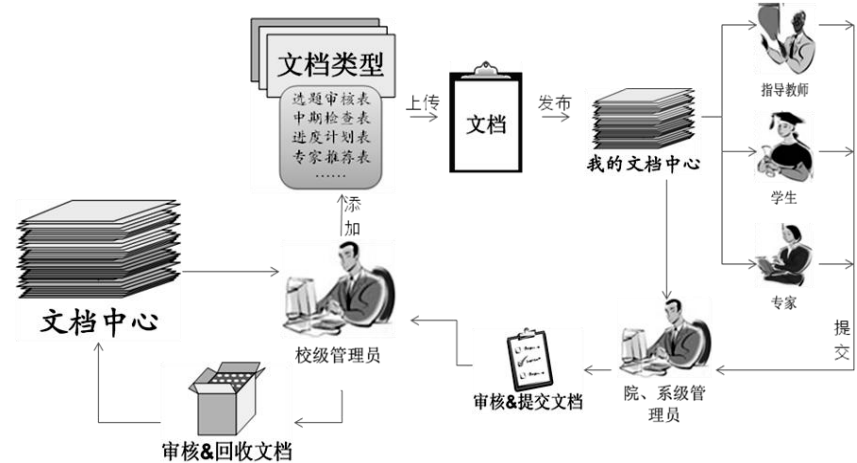 文档类型
选题审核表
中期检查表
进度计划表
专家推荐表
……
上传
文档
发布
我的文档中心
指导教师
学生
专家
提
交
添
加
文档中心
校级管理员
审核&提交文档
院、系级管
理员
审核&回收文档